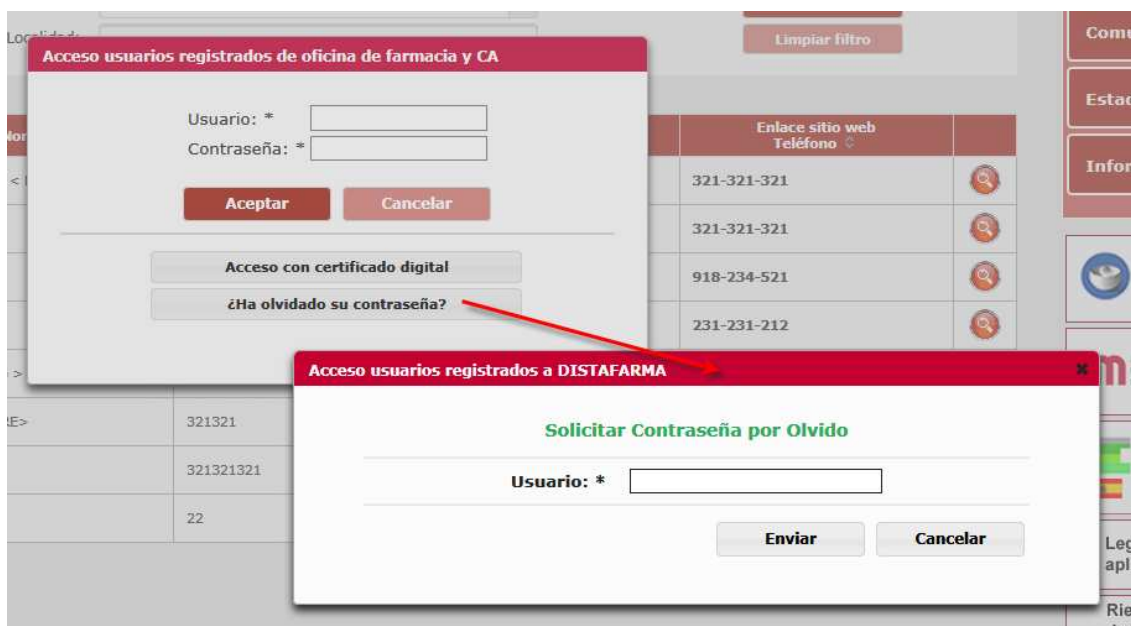 Localidad:
Limpiar filtro
Acceso usuarios registrados de oficina de farmacia y CA
Usuario: *
Contraseña: *
Aceptar
Cancelar
Acceso con certificado digital
¿Ha olvidado su contraseña?
Enlace sitio web
Teléfono
321-321-321
321-321-321
918-234-521
231-231-212
321321
321321321
22
Acceso usuarios registrados a DISTAFARMA
Solicitar Contraseña por Olvido
Usuario: *
Enviar
Cancelar